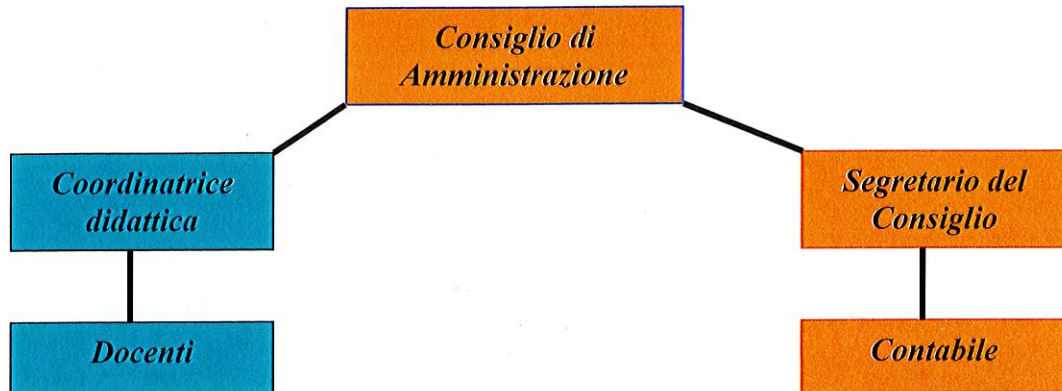 Consiglio di
Amministrazione
Coordinatrice
didattica
Segretario del
Consiglio
Docenti
Contabile